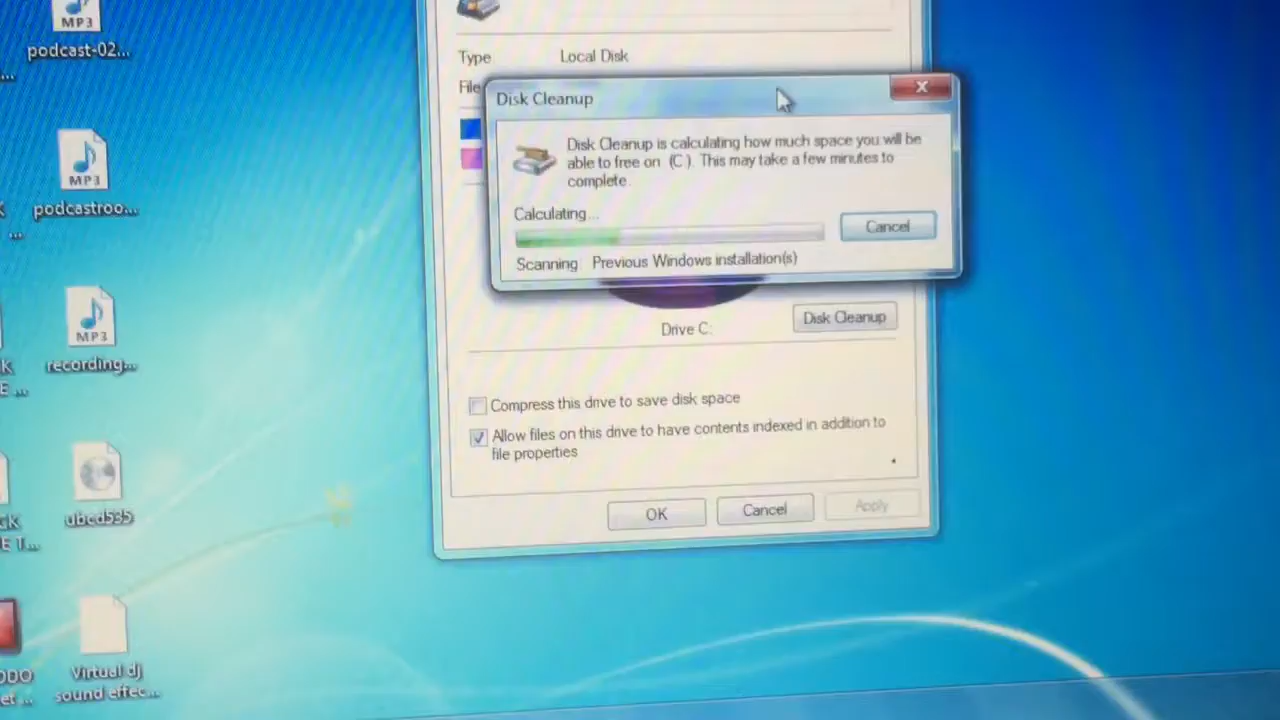 MP3
podcast-02...
...
MP3
podcastroo...
...
MP3
recording...
E ...
ubcd535
E T...
Virtual dj
sound effec...
Type
Local Disk
File
Disk Cleanup
Disk Cleanup is calculating how much space you will be
able to free on (C:). This may take a few minutes to
complete.
Calculating...
Cancel
Scanning: Previous Windows installation(s)
Drive C:
Disk Cleanup
Compress this drive to save disk space
Allow files on this drive to have contents indexed in addition to
file properties
OK
Cancel
Apply